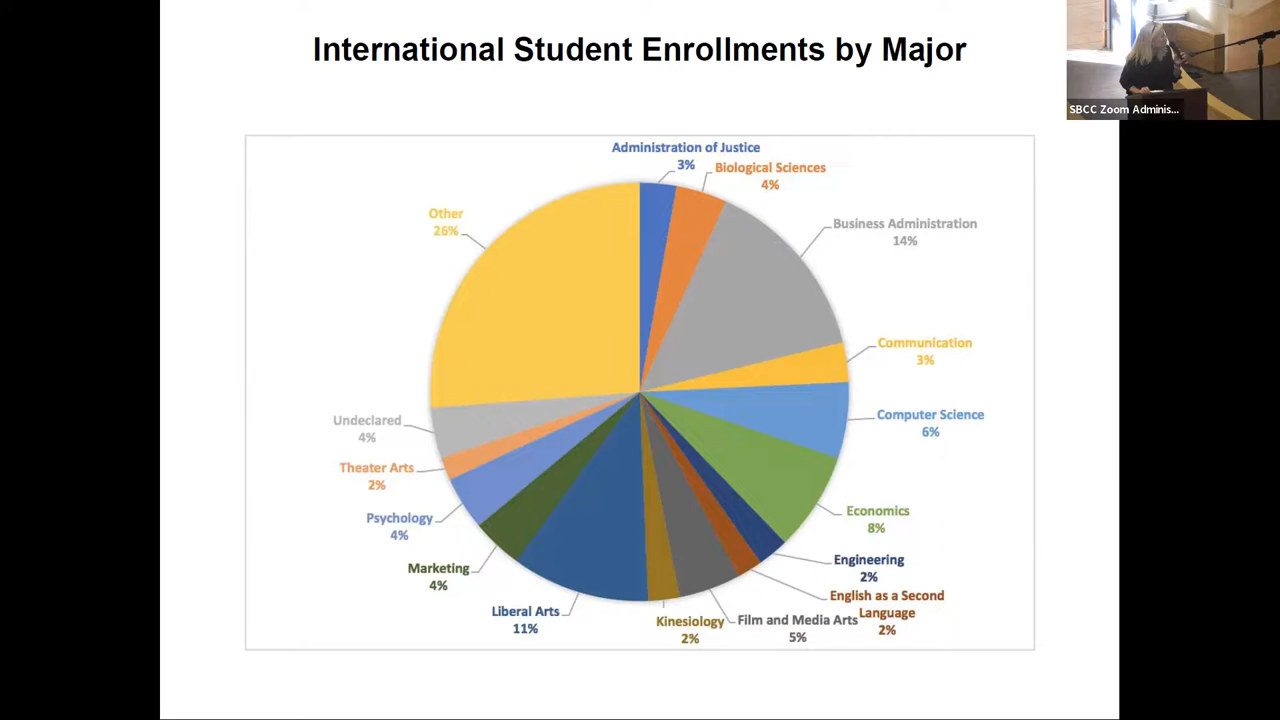 International Student Enrollments by Major
SBCC Zoom Adminis...
Administration of Justice
3%
Biological Sciences
4%
Business Administration
14%
Communication
3%
Computer Science
6%
Economics
8%
Engineering
2%
English as a Second
Language
2%
Film and Media Arts
5%
Kinesiology
2%
Liberal Arts
11%
Marketing
4%
Psychology
4%
Theater Arts
2%
Undeclared
4%
Other
26%